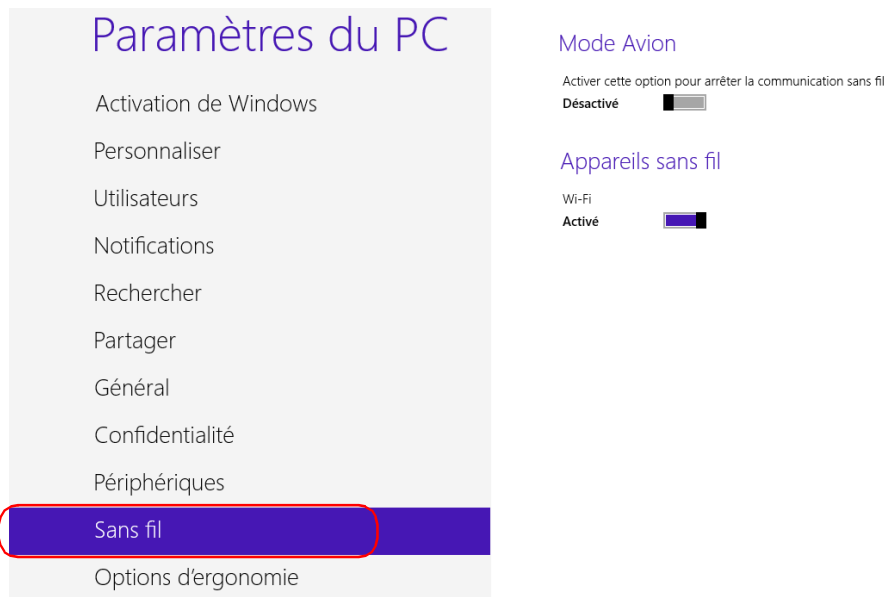 Paramètres du PC
Activation de Windows
Personnaliser
Utilisateurs
Notifications
Rechercher
Partager
Général
Confidentialité
Périphériques
Sans fil
Options d'ergonomie
Mode Avion
Activer cette option pour arrêter la communication sans fil
Désactivé
Appareils sans fil
Wi-Fi
Activé